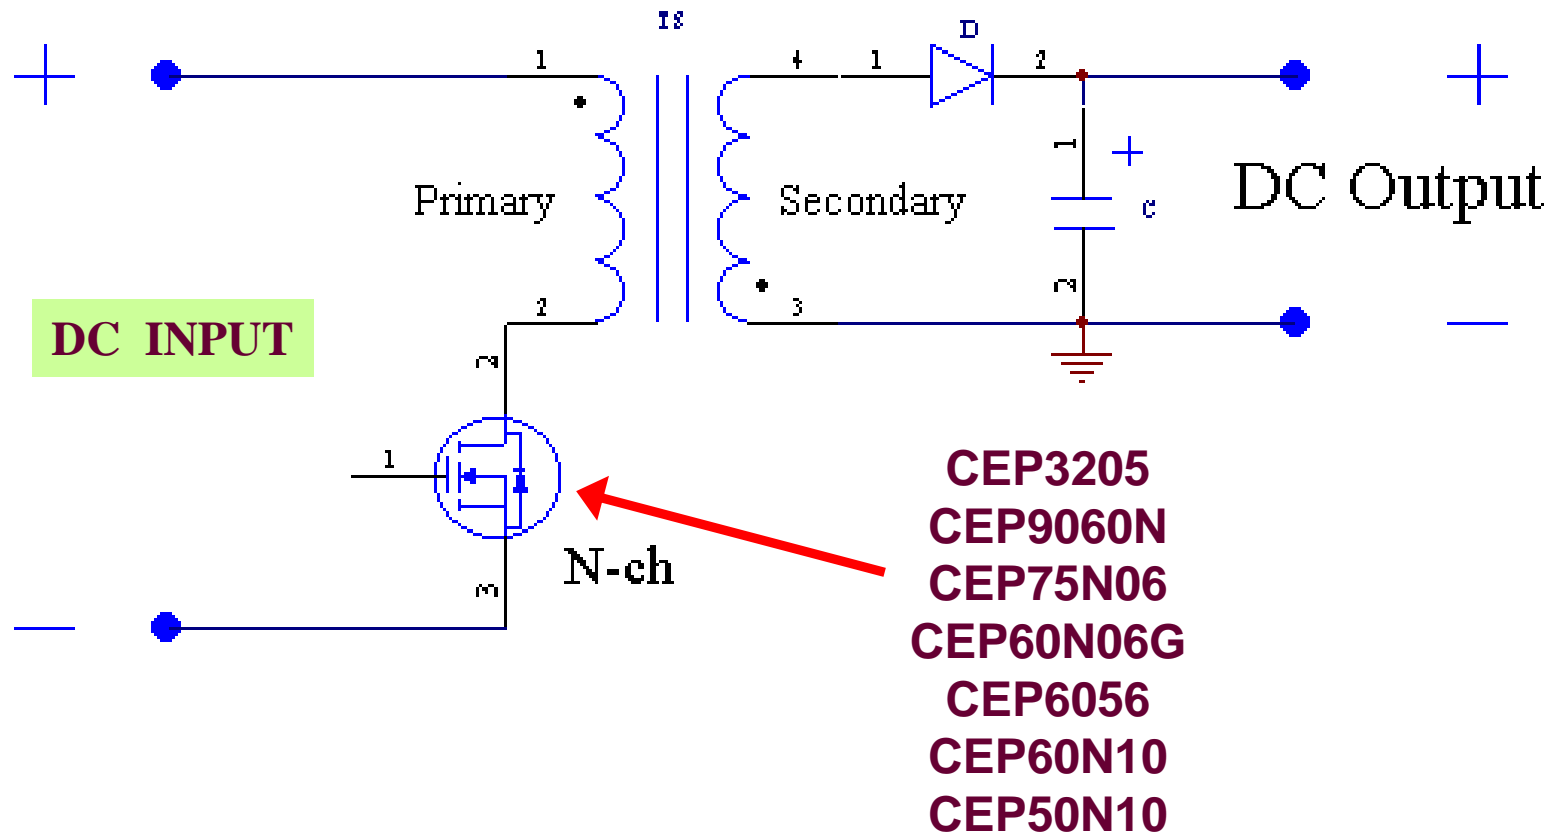 TS
D
+
1
4
1
2
+
1
+
Primary
Secondary
C
DC Output
2
3
2
DC INPUT
2
1
N-ch
3
CEP3205
CEP9060N
CEP75N06
CEP60N06G
CEP6056
CEP60N10
CEP50N10